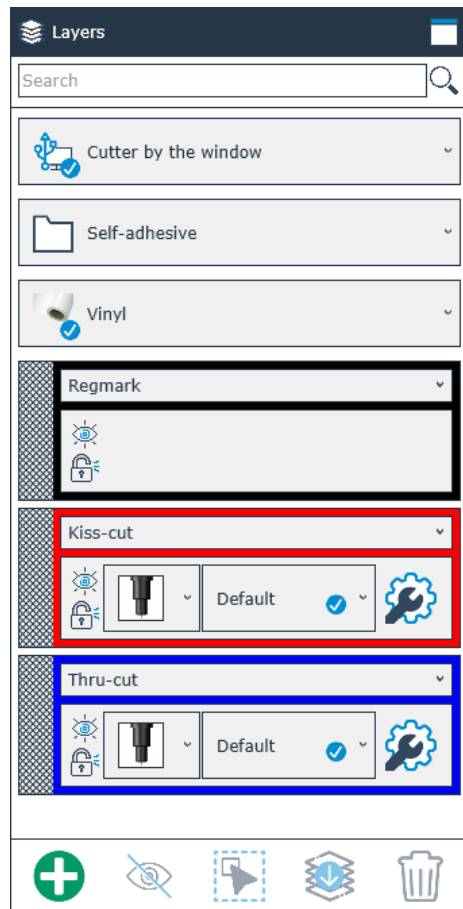 Layers
Search
Cutter by the window
Self-adhesive
Vinyl
Regmark
Kiss-cut
Default
Thru-cut
Default